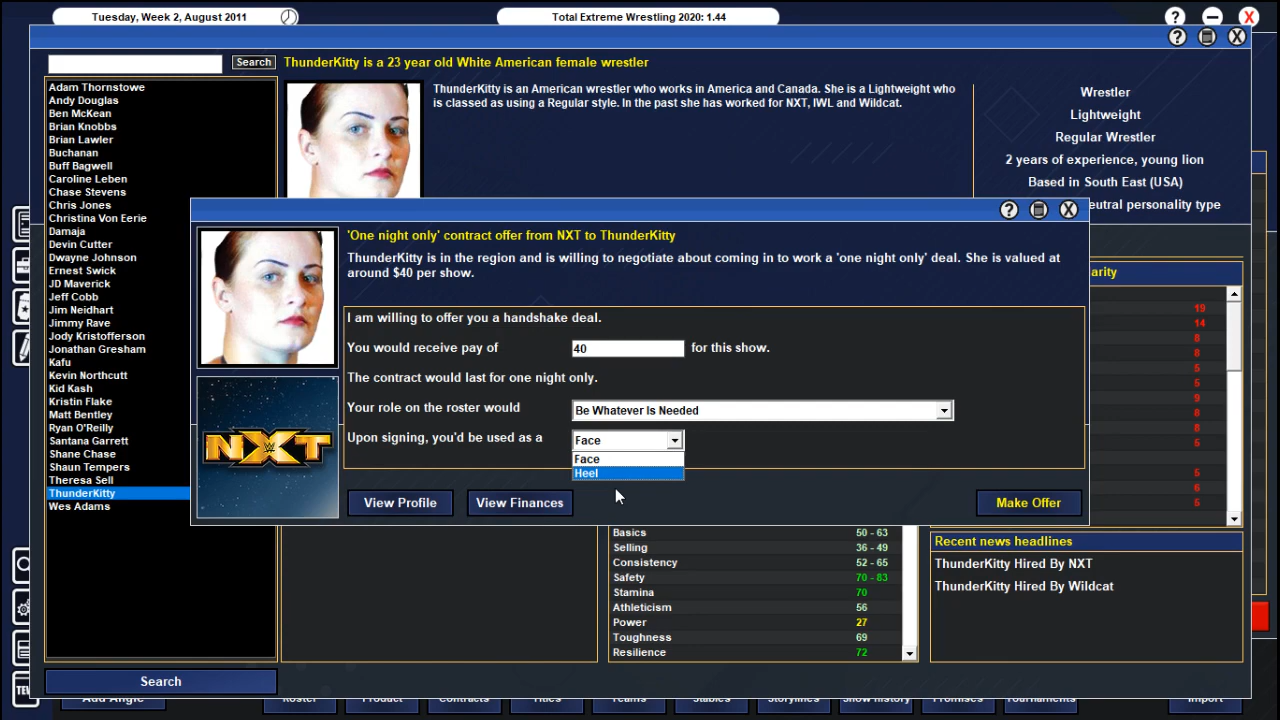 Tuesday, Week 2, August 2011
Total Extreme Wrestling 2020: 1.44
Search
ThunderKitty is a 23 year old White American female wrestler
Adam Thornstowe
Andy Douglas
Ben McKean
Brian Knobbs
Brian Lawler
Buchanan
Buff Bagwell
Caroline Leben
Chase Stevens
Chris Jones
Christina Von Eerie
Damaja
Devin Cutter
Dwayne Johnson
Ernest Swick
JD Maverick
Jeff Cobb
Jim Neidhart
Jimmy Rave
Jody Kristofferson
Jonathan Gresham
Kafu
Kevin Northcutt
Kid Kash
Kristin Flake
Matt Bentley
Ryan O'Reilly
Santana Garrett
Shane Chase
Shaun Tempers
Theresa Sell
ThunderKitty
Wes Adams
Search
ThunderKitty is an American wrestler who works in America and Canada. She is a Lightweight who
is classed as using a Regular style. In the past she has worked for NXT, IWL and Wildcat.
Wrestler
Lightweight
Regular Wrestler
2 years of experience, young lion
Based in South East (USA)
eutral personality type
'One night only' contract offer from NXT to ThunderKitty
ThunderKitty is in the region and is willing to negotiate about coming in to work a 'one night only' deal. She is valued at
around $40 per show.
I am willing to offer you a handshake deal.
You would receive pay of 40 for this show.
The contract would last for one night only.
Your role on the roster would Be Whatever Is Needed
Upon signing, you'd be used as a Face
Face
Heel
NXT
View Profile
View Finances
Make Offer
arity
19
14
8
8
5
5
9
8
8
5
5
6
5
Basics 50 - 63
Selling 36 - 49
Consistency 52 - 65
Safety 70 - 83
Stamina 70
Athleticism 56
Power 27
Toughness 69
Resilience 72
Recent news headlines
ThunderKitty Hired By NXT
ThunderKitty Hired By Wildcat
Add Angle
Roster
Product
Contracts
Titles
Teams
Stables
Storylines
Show History
Promises
Tournaments
Import